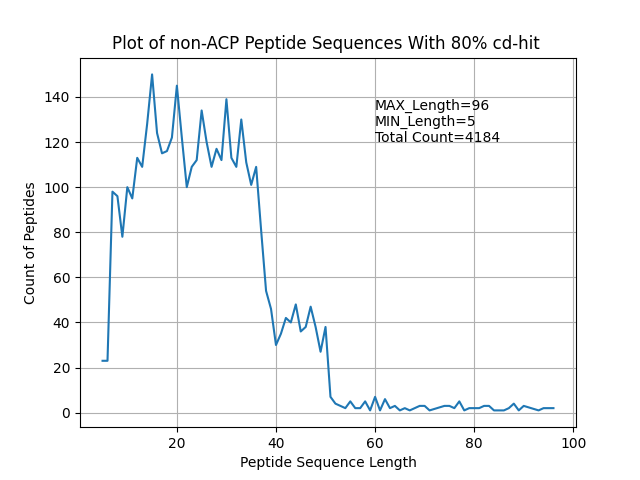 Plot of non-ACP Peptide Sequences With 80% cd-hit
MAX_Length=96
MIN_Length=5
Total Count=4184
Count of Peptides
140
120
100
80
60
40
20
0
20
40
60
80
100
Peptide Sequence Length